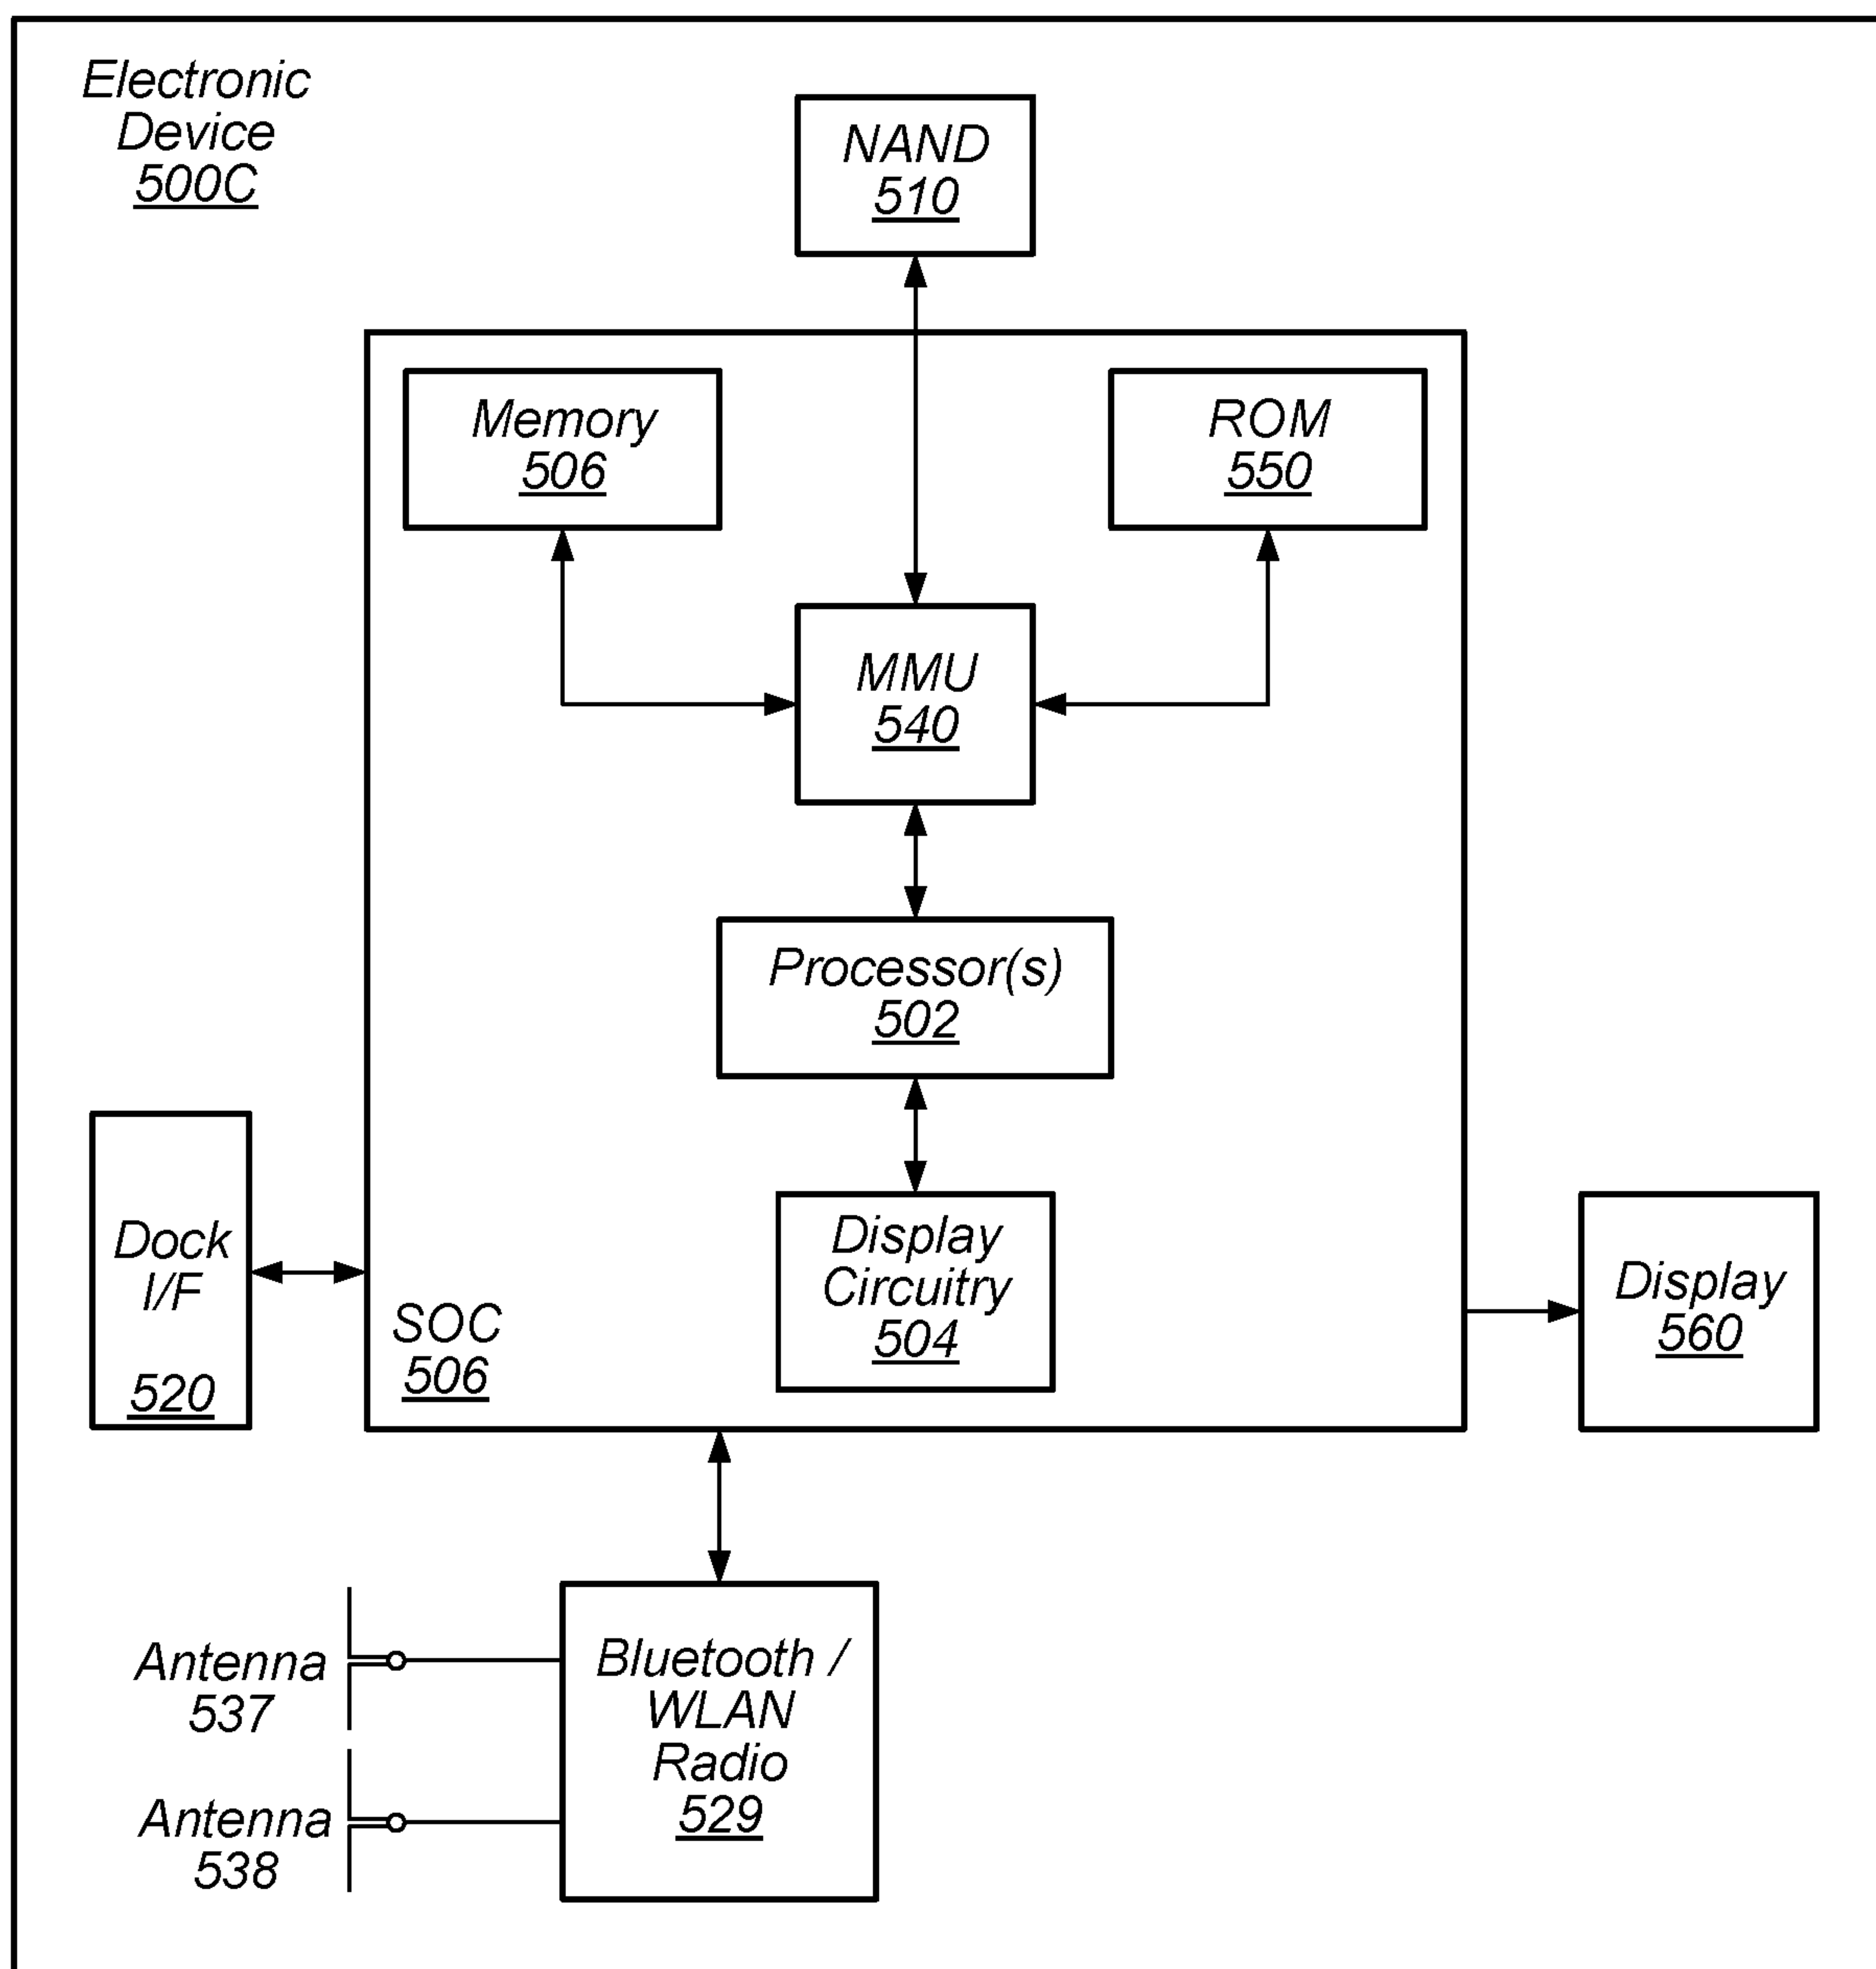 Electronic
Device
500C
NAND
510
Memory
506
ROM
550
MMU
540
Processor(s)
502
Dock
I/F
520
SOC
506
Display
Circuitry
504
Display
560
Antenna
537
Antenna
538
Bluetooth /
WLAN
Radio
529